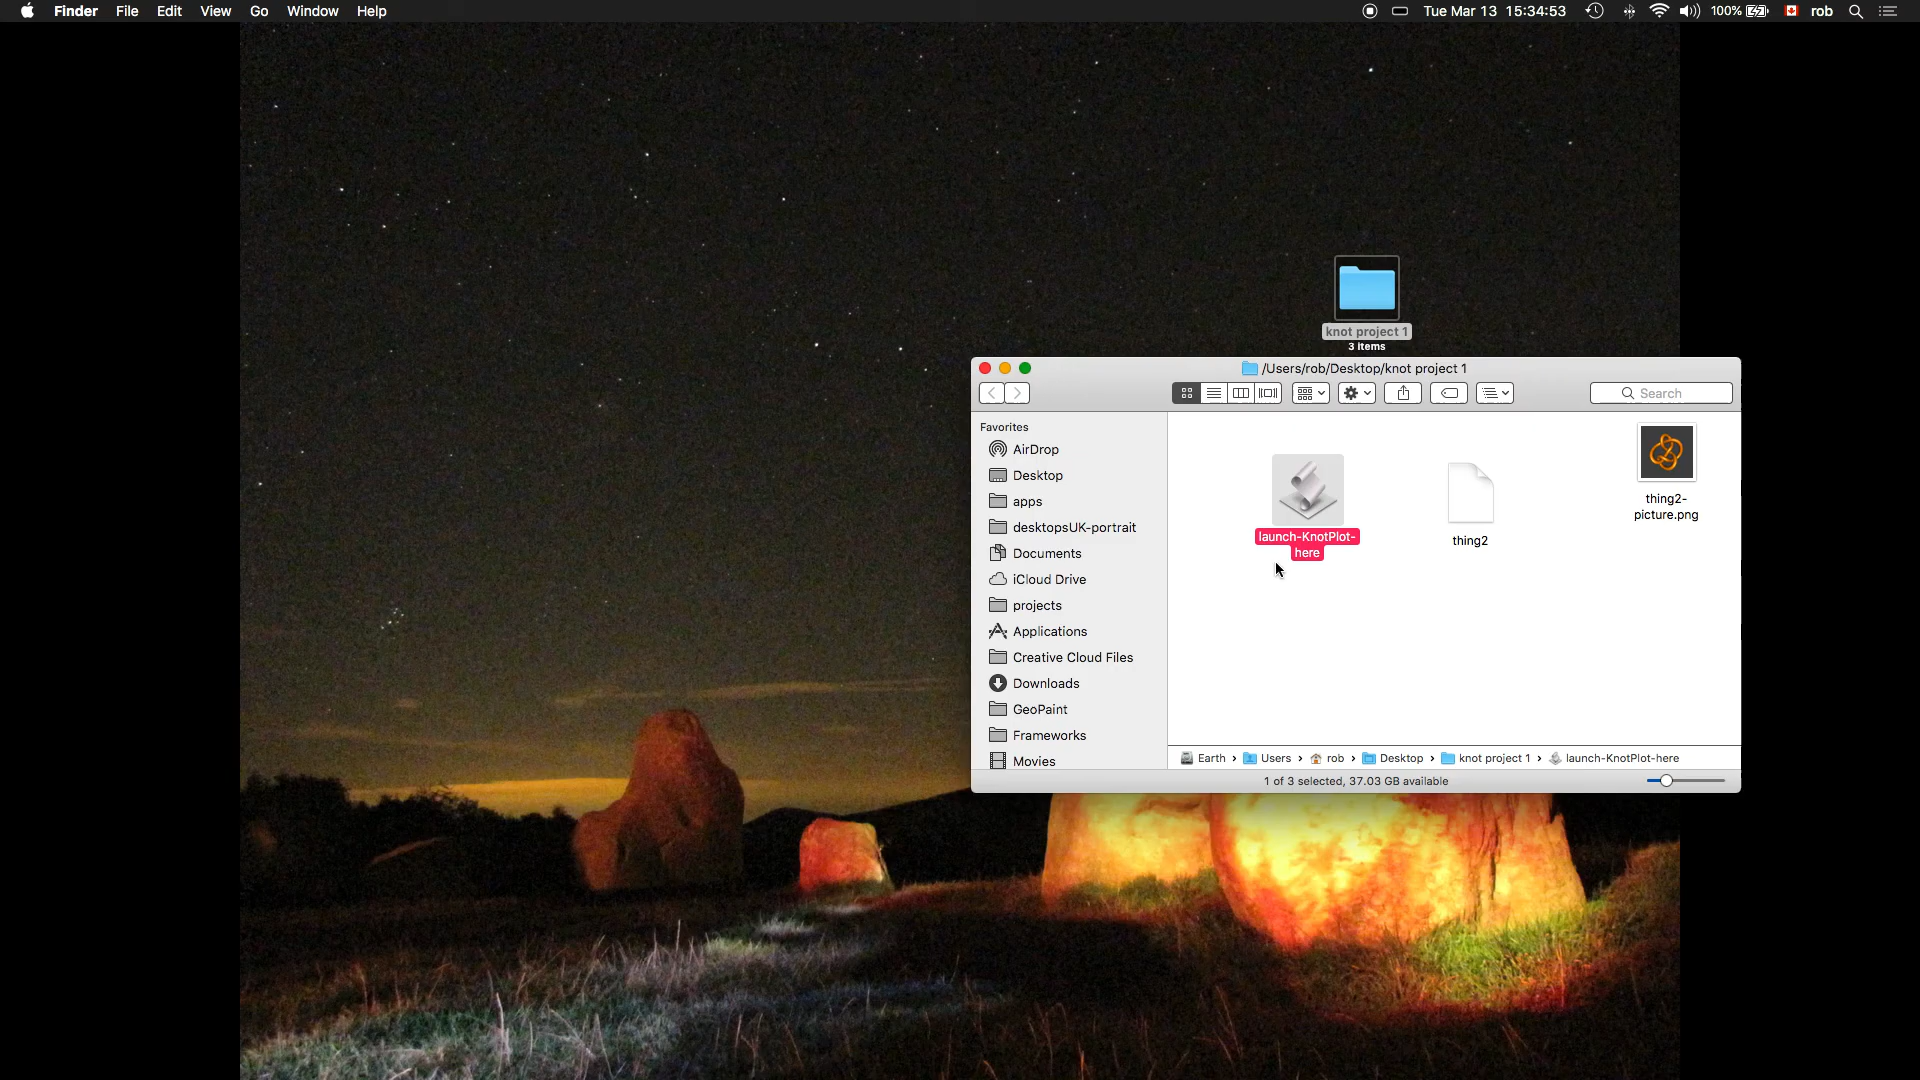 Finder File Edit View Go Window Help
Tue Mar 13 15:34:53 100% rob
knot project 1
3 items
/Users/rob/Desktop/knot project 1
Search
Favorites
AirDrop
Desktop
apps
desktopsUK-portrait
Documents
iCloud Drive
projects
Applications
Creative Cloud Files
Downloads
GeoPaint
Frameworks
Movies
launch-KnotPlot-
here
thing2
thing2-
picture.png
Earth › Users › rob › Desktop › knot project 1 › launch-KnotPlot-here
1 of 3 selected, 37.03 GB available